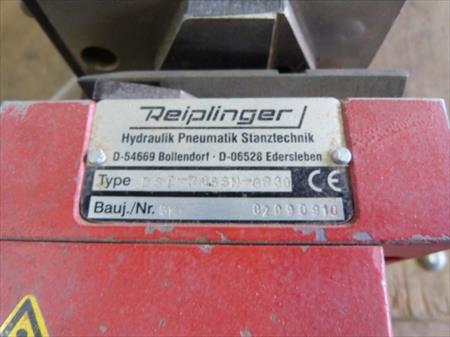 Reiplinger
Hydraulik Pneumatik Stanztechnik
D-54669 Bollendorf · D-06528 Edersleben
Type CE
Bauj./Nr. 02090910